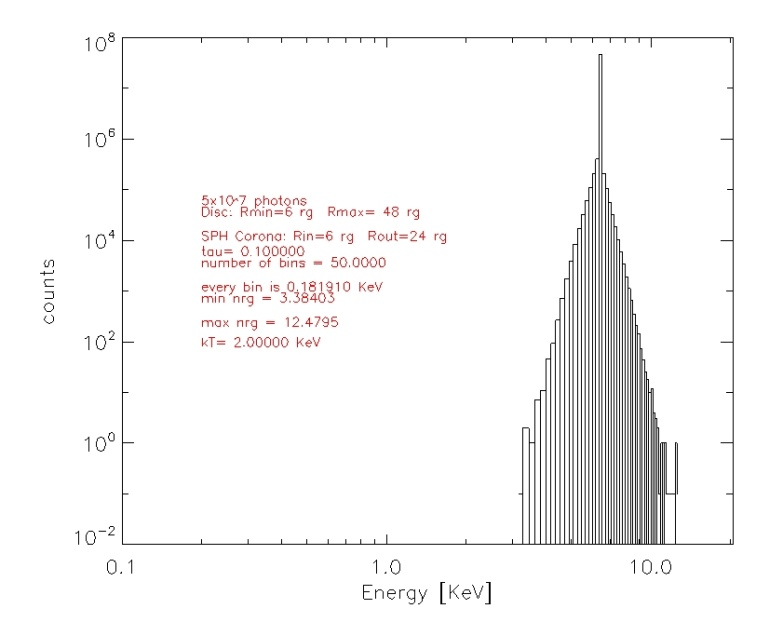 10^8
10^6
10^4
10^2
10^0
10^-2
counts
5x10^7 photons
Disc: Rmin=6 rg Rmax= 48 rg
SPH Corona: Rin=6 rg Rout=24 rg
tau= 0.100000
number of bins = 50.0000
every bin is 0.181910 KeV
min nrg = 3.38403
max nrg = 12.4795
kT= 2.00000 KeV
0.1 1.0 10.0
Energy [KeV]